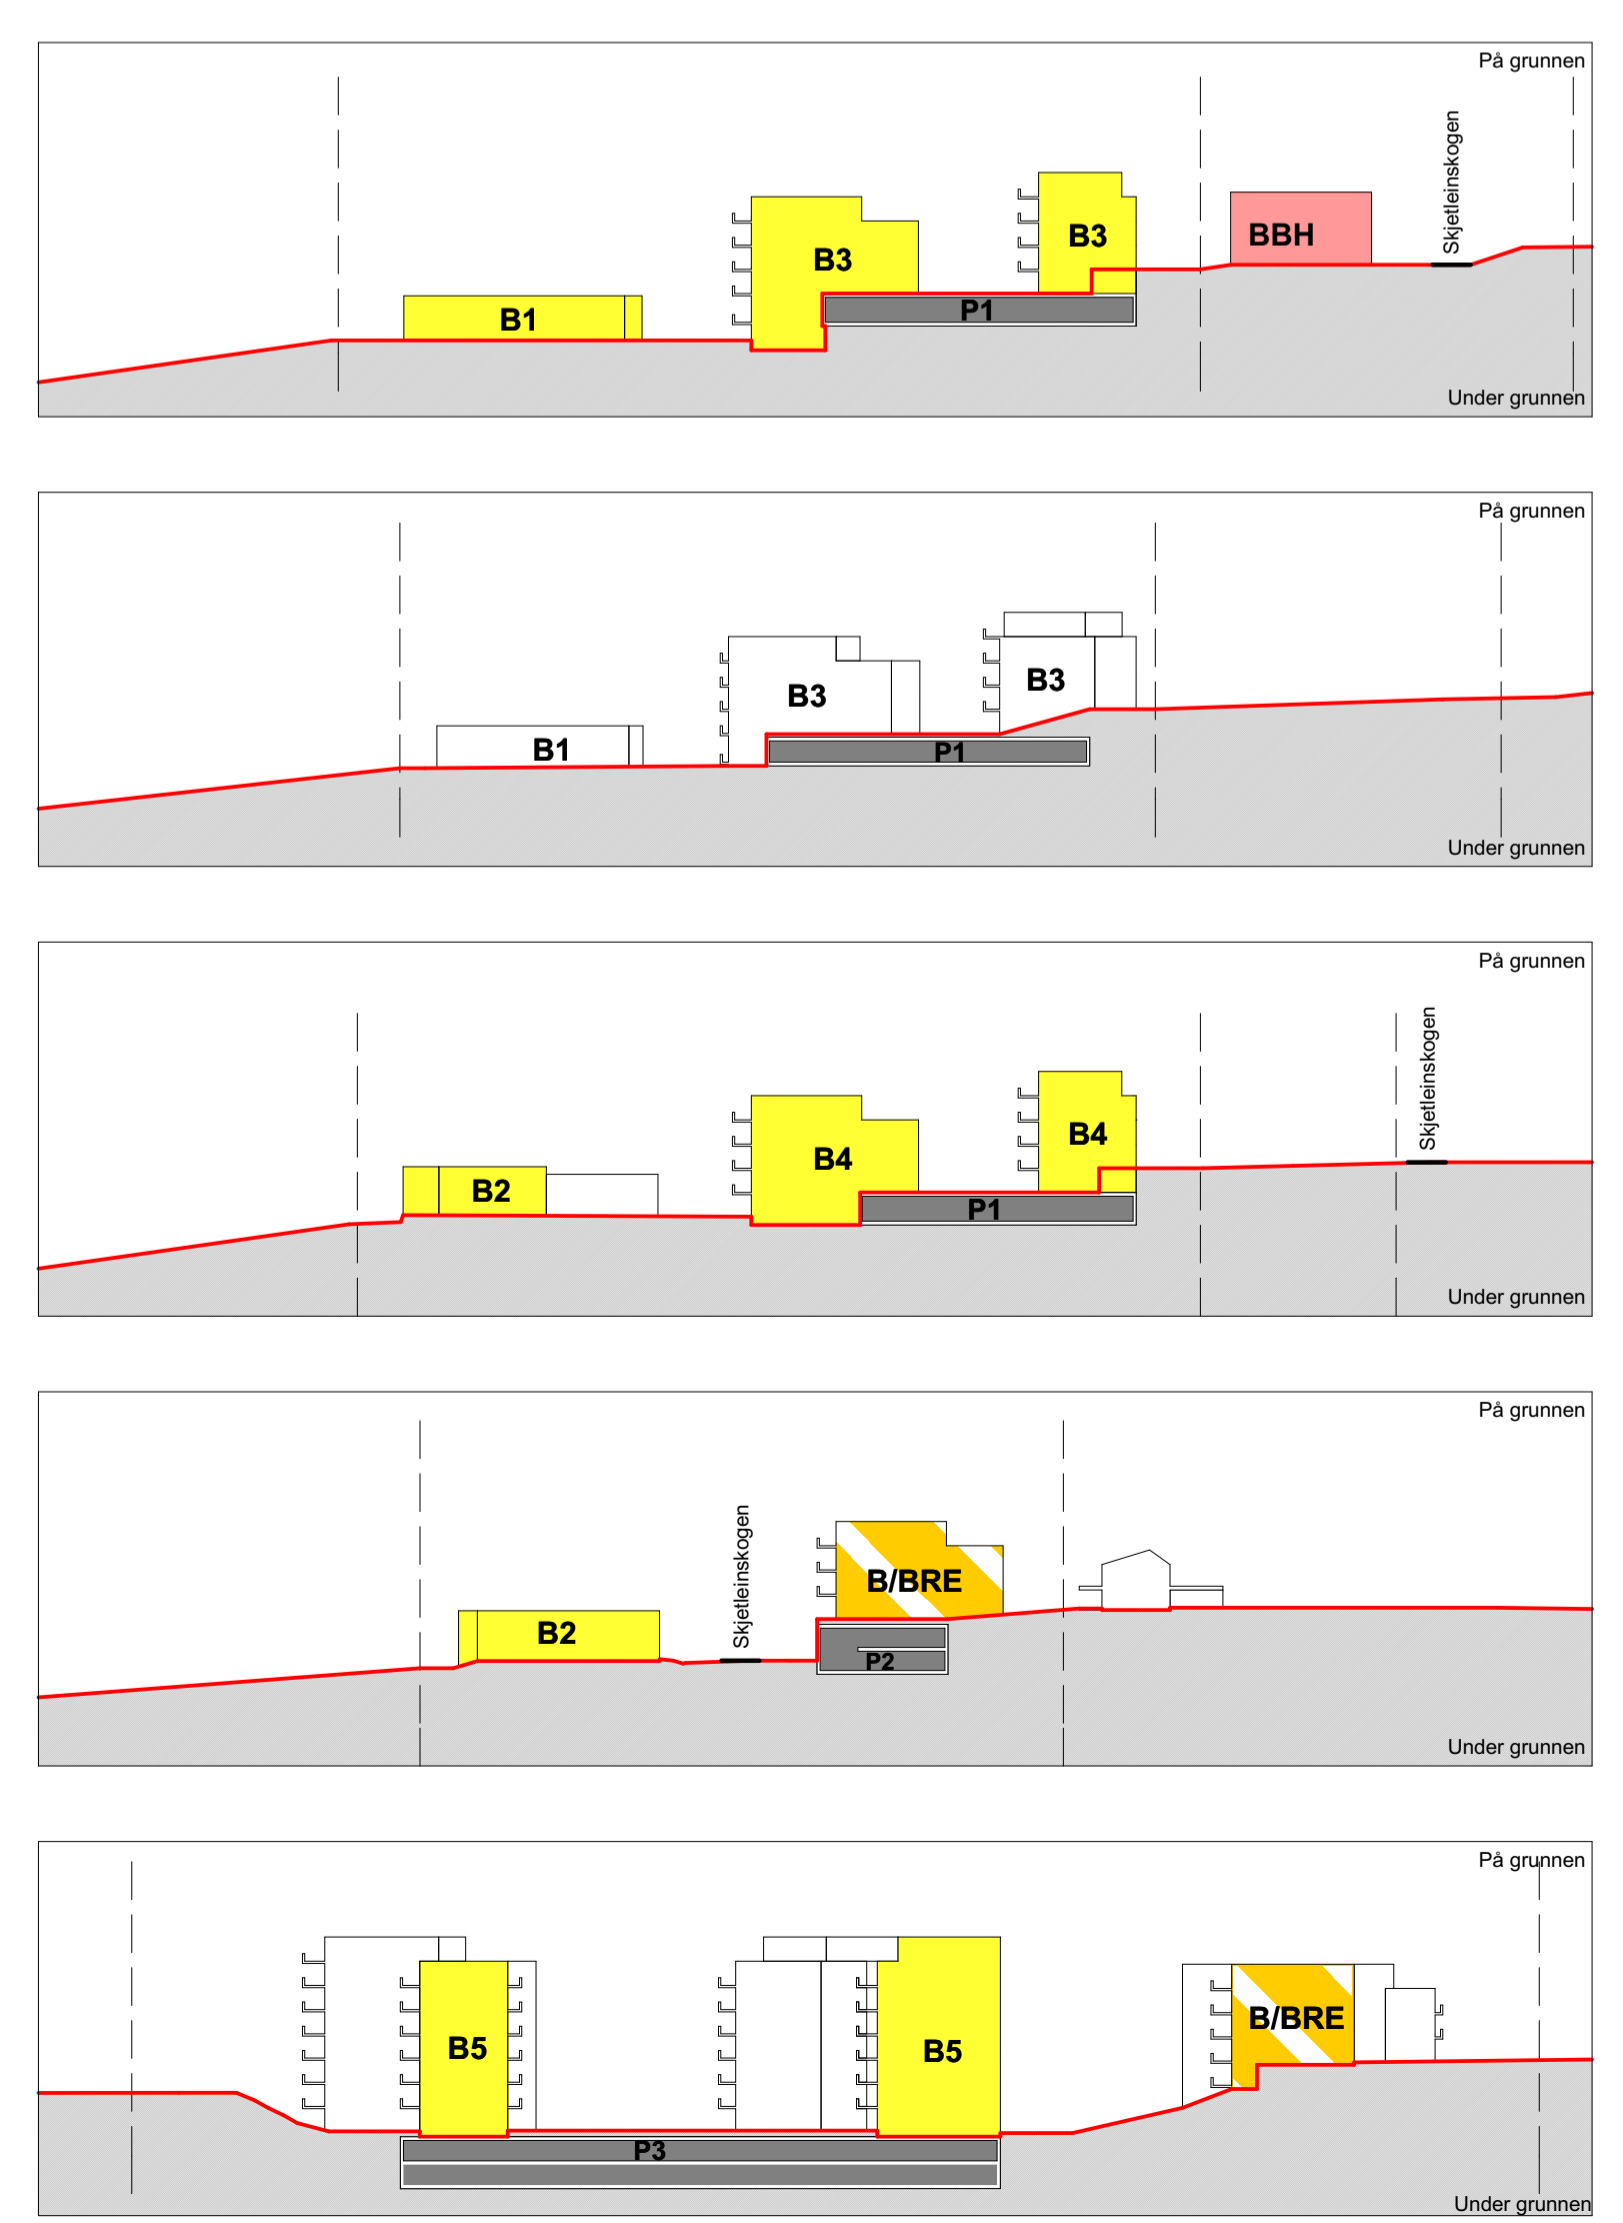 På grunnen
Skjetleinskogen
B3
BBH
B3
P1
B1
Under grunnen
På grunnen
B3
B3
B1
P1
Under grunnen
På grunnen
Skjetleinskogen
B4
B4
B2
P1
Under grunnen
På grunnen
Skjetleinskogen
B/BRE
B2
P2
Under grunnen
På grunnen
B/BRE
B5
B5
P3
Under grunnen